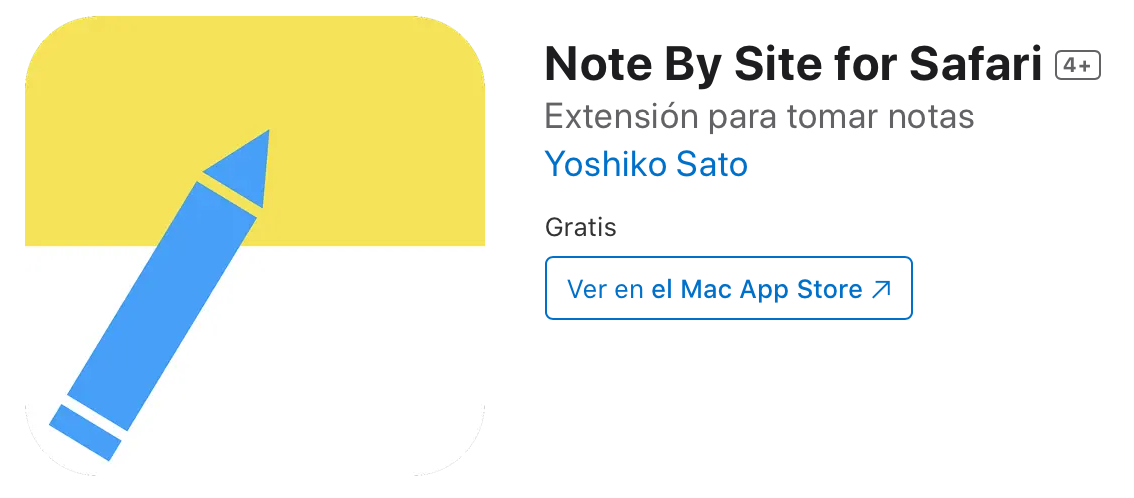 Note By Site for Safari 4+
Extensión para tomar notas
Yoshiko Sato
Gratis
Ver en el Mac App Store ↗